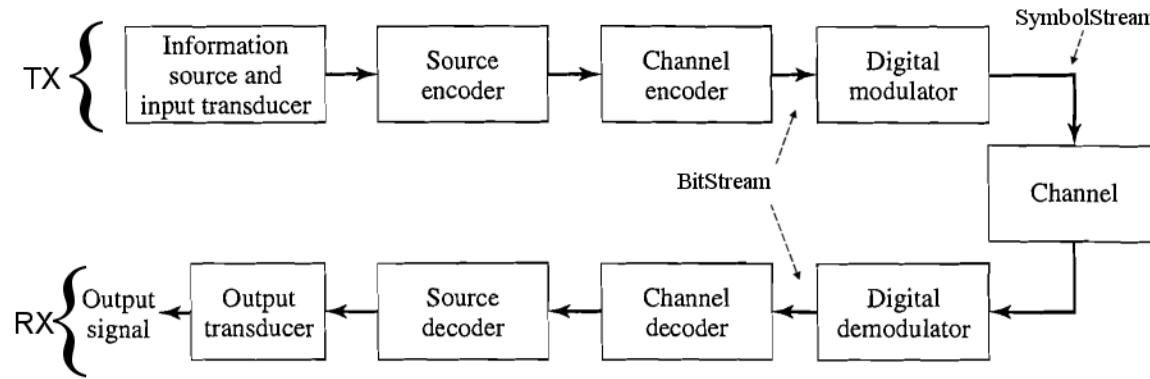 SymbolStream
TX
Information
source and
input transducer
Source
encoder
Channel
encoder
Digital
modulator
BitStream
Channel
RX
Output
signal
Output
transducer
Source
decoder
Channel
decoder
Digital
demodulator